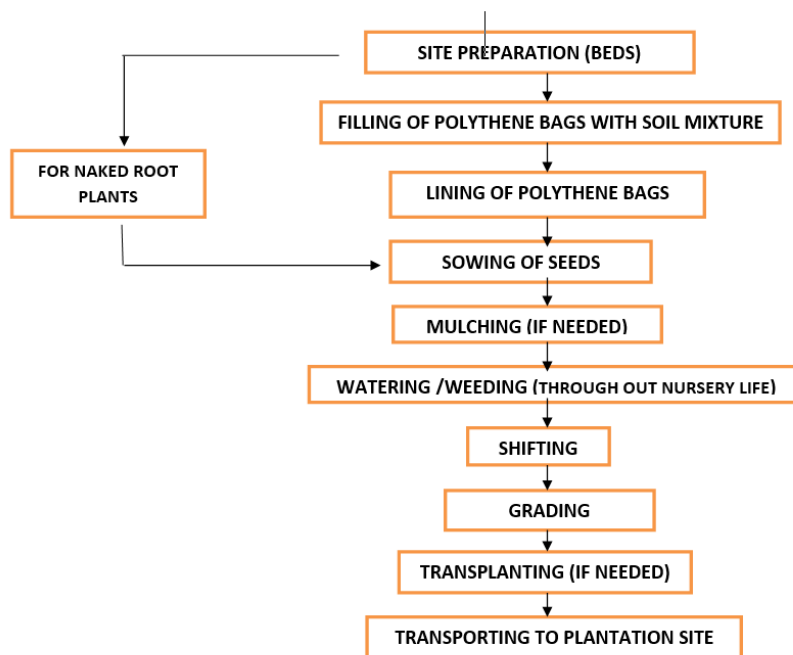 SITE PREPARATION (BEDS)
FILLING OF POLYTHENE BAGS WITH SOIL MIXTURE
FOR NAKED ROOT
PLANTS
LINING OF POLYTHENE BAGS
SOWING OF SEEDS
MULCHING (IF NEEDED)
WATERING /WEEDING (THROUGH OUT NURSERY LIFE)
SHIFTING
GRADING
TRANSPLANTING (IF NEEDED)
TRANSPORTING TO PLANTATION SITE